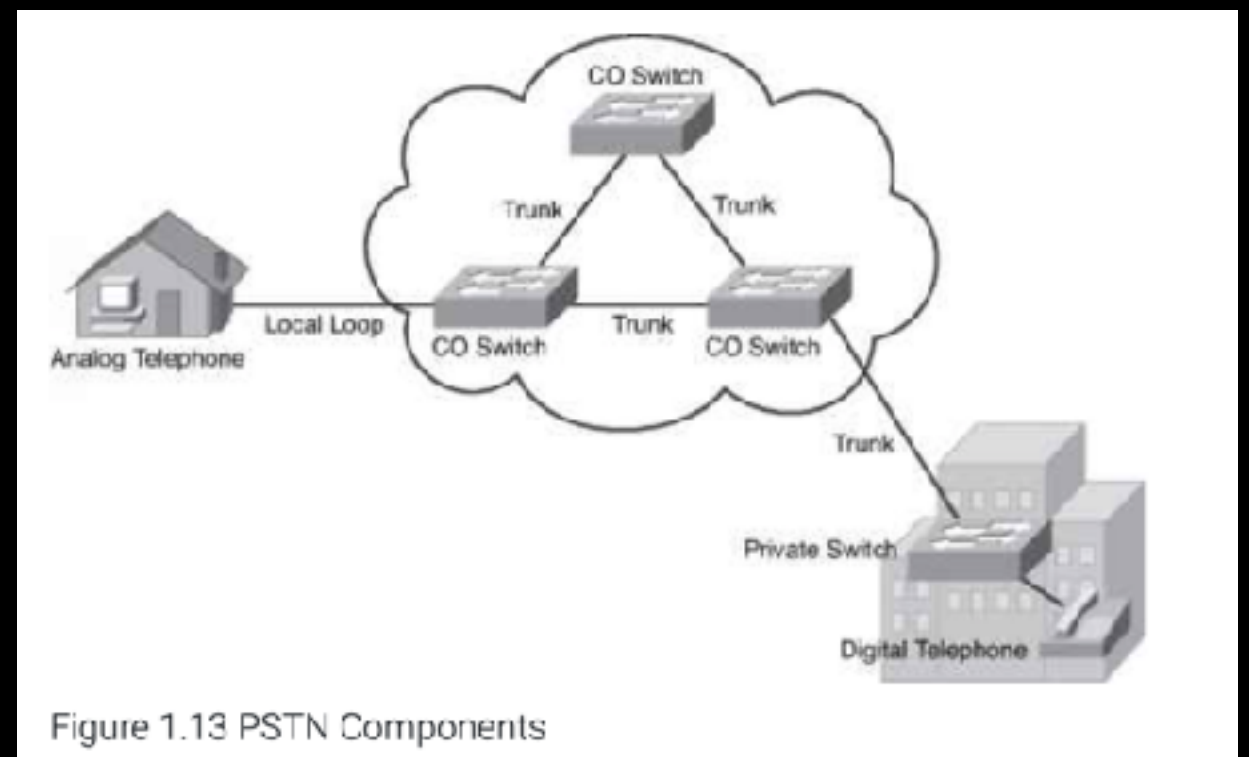 CO Switch
Trunk
Trunk
Local Loop
Trunk
Analog Telephone
CO Switch
CO Switch
Trunk
Private Switch
Digital Telephone
Figure 1.13 PSTN Components